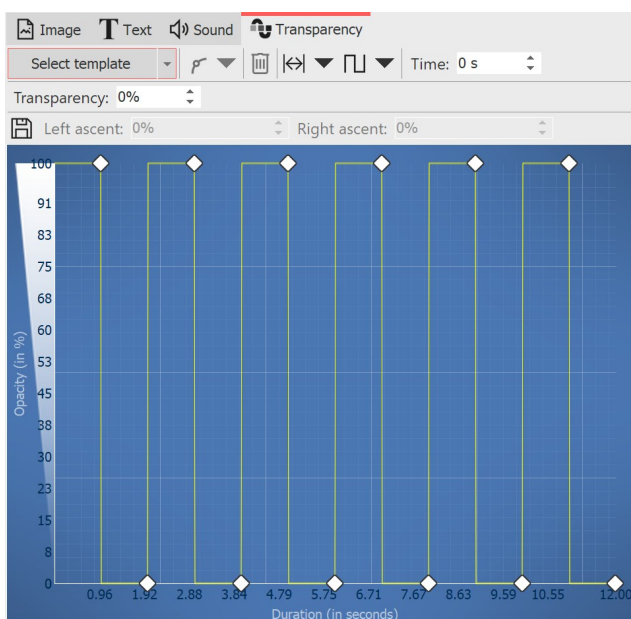 Image Text Sound Transparency
Select template Time: 0 s
Transparency: 0%
Left ascent: 0% Right ascent: 0%
100
91
83
75
68
60
53
45
38
30
23
15
8
0
Opacity (in %)
0.96 1.92 2.88 3.84 4.79 5.75 6.71 7.67 8.63 9.59 10.55 12.00
Duration (in seconds)